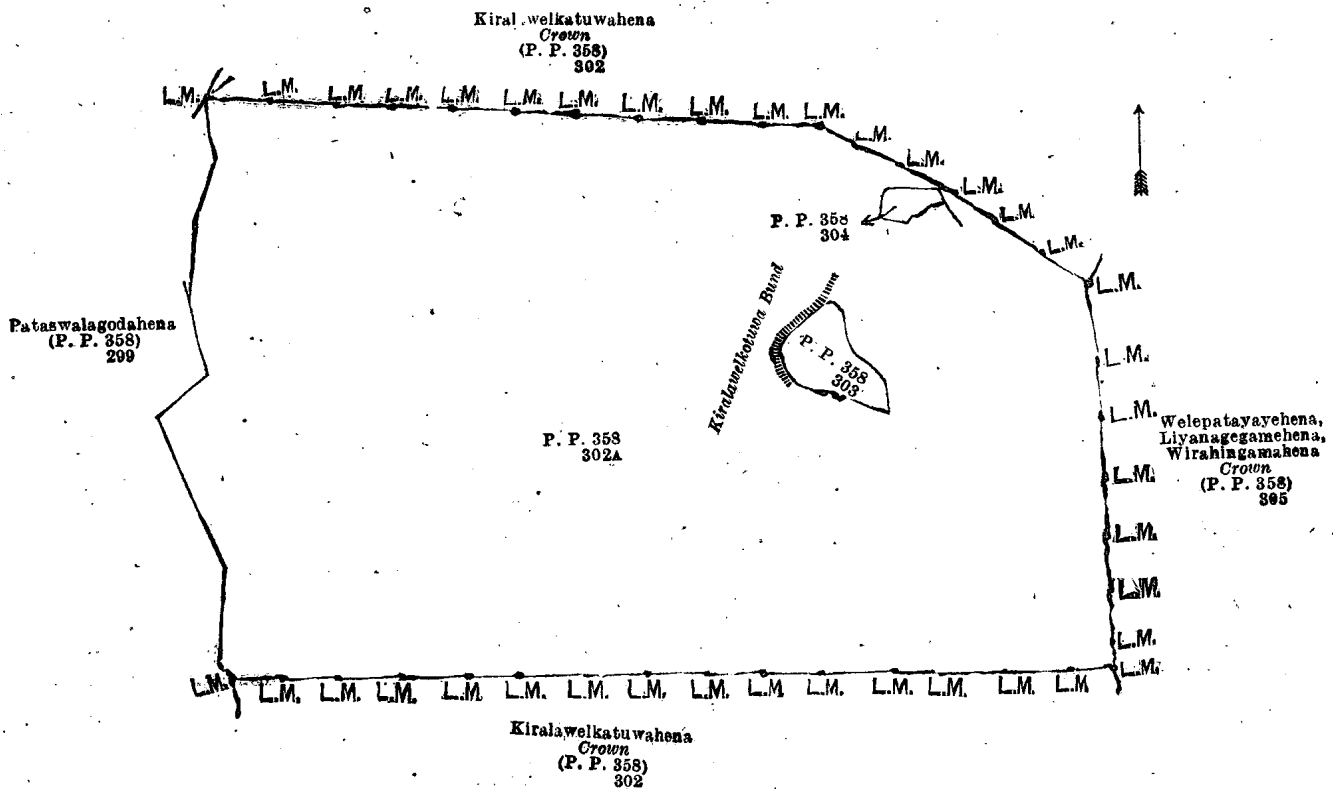 Kiral welkatuwahena
Crown
(P. P. 358)
302
L.M. L.M. L.M. L.M. L.M. L.M. L.M. L.M. L.M. L.M. L.M.
L.M.
L.M.
L.M.
L.M.
L.M.
L.M.
P. P. 358
304
Pataswalagodahena
(P. P. 358)
299
Kiralawelkotuwa Bund
P. P. 358
303
P. P. 358
302A
L.M.
L.M.
L.M.
L.M.
L.M.
L.M.
Welepatayayehena,
Liyanagegamehena,
Wirahingamahena
Crown
(P. P. 358)
305
L.M. L.M. L.M. L.M. L.M. L.M. L.M. L.M. L.M. L.M. L.M. L.M. L.M. L.M. L.M. L.M.
Kiralawelkatuwahena
Crown
(P. P. 358)
302